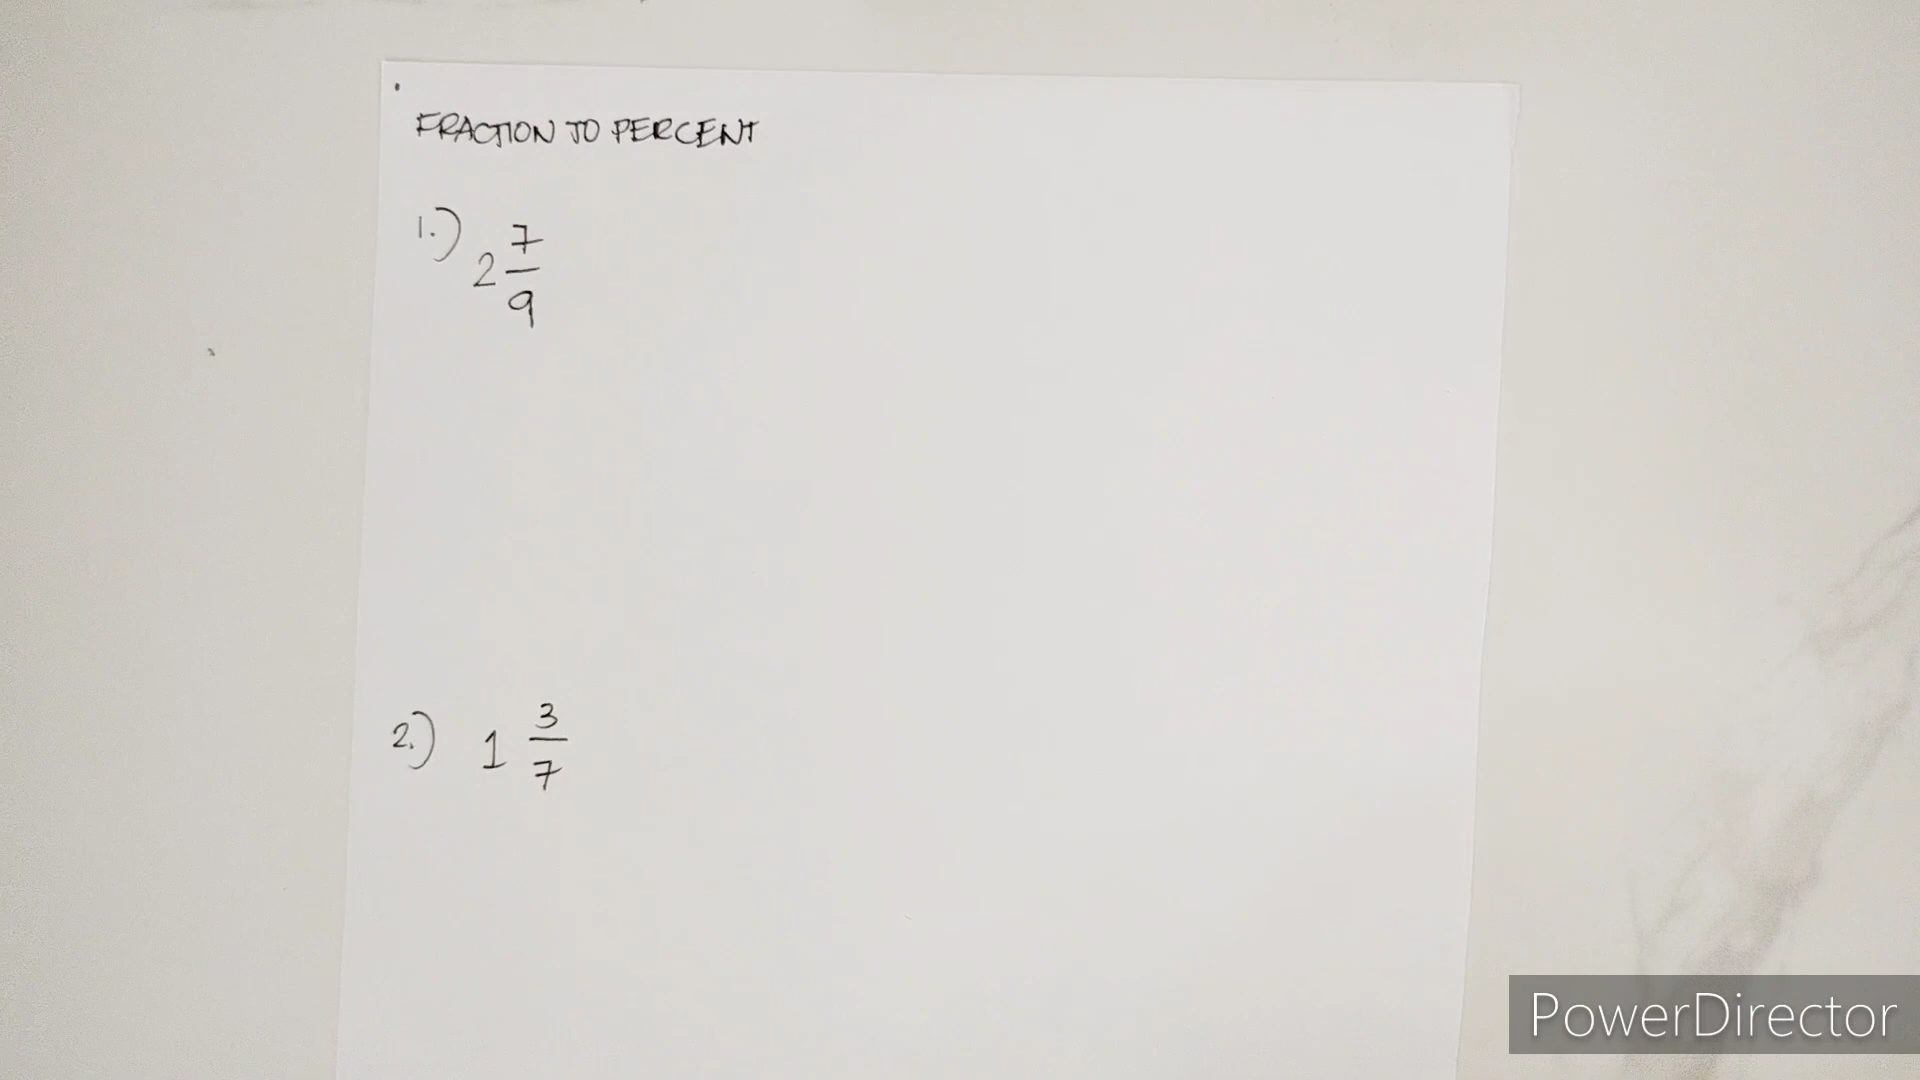 FRACTION TO PERCENT
1.) 2 7/9
2.) 1 3/7
PowerDirector